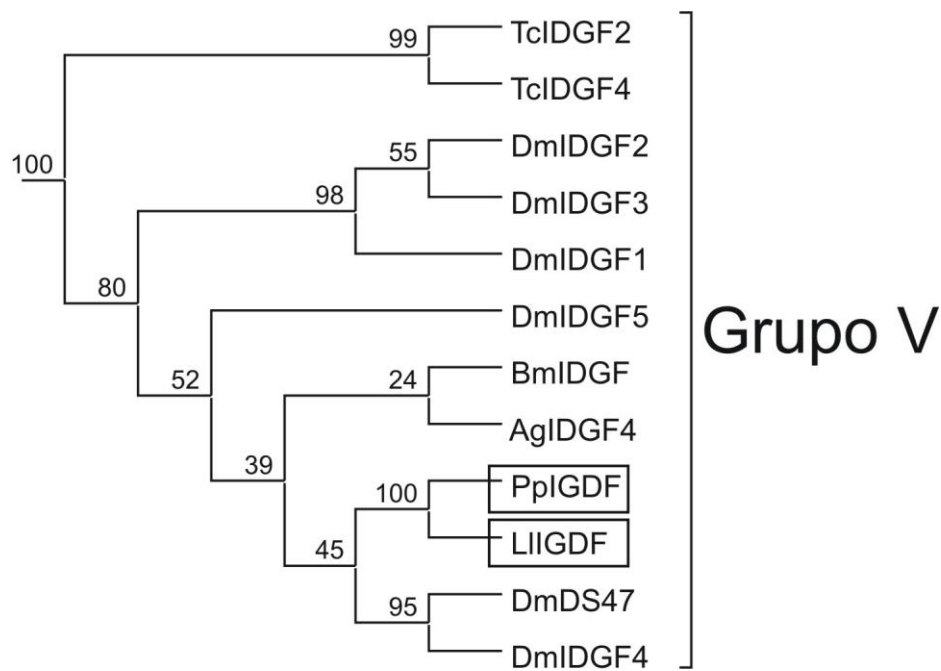 TcIDGF2
99
TcIDGF4
DmIDGF2
55
100
DmIDGF3
98
DmIDGF1
80
DmIDGF5
Grupo V
BmIDGF
52
24
AgIDGF4
39
PpIGDF
100
LlIGDF
45
DmDS47
95
DmIDGF4